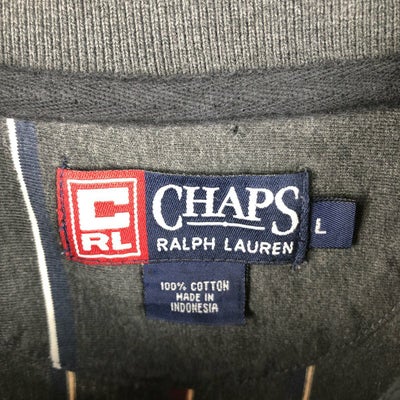 C
RL
CHAPS
RALPH LAUREN
L
100% COTTON
MADE IN
INDONESIA